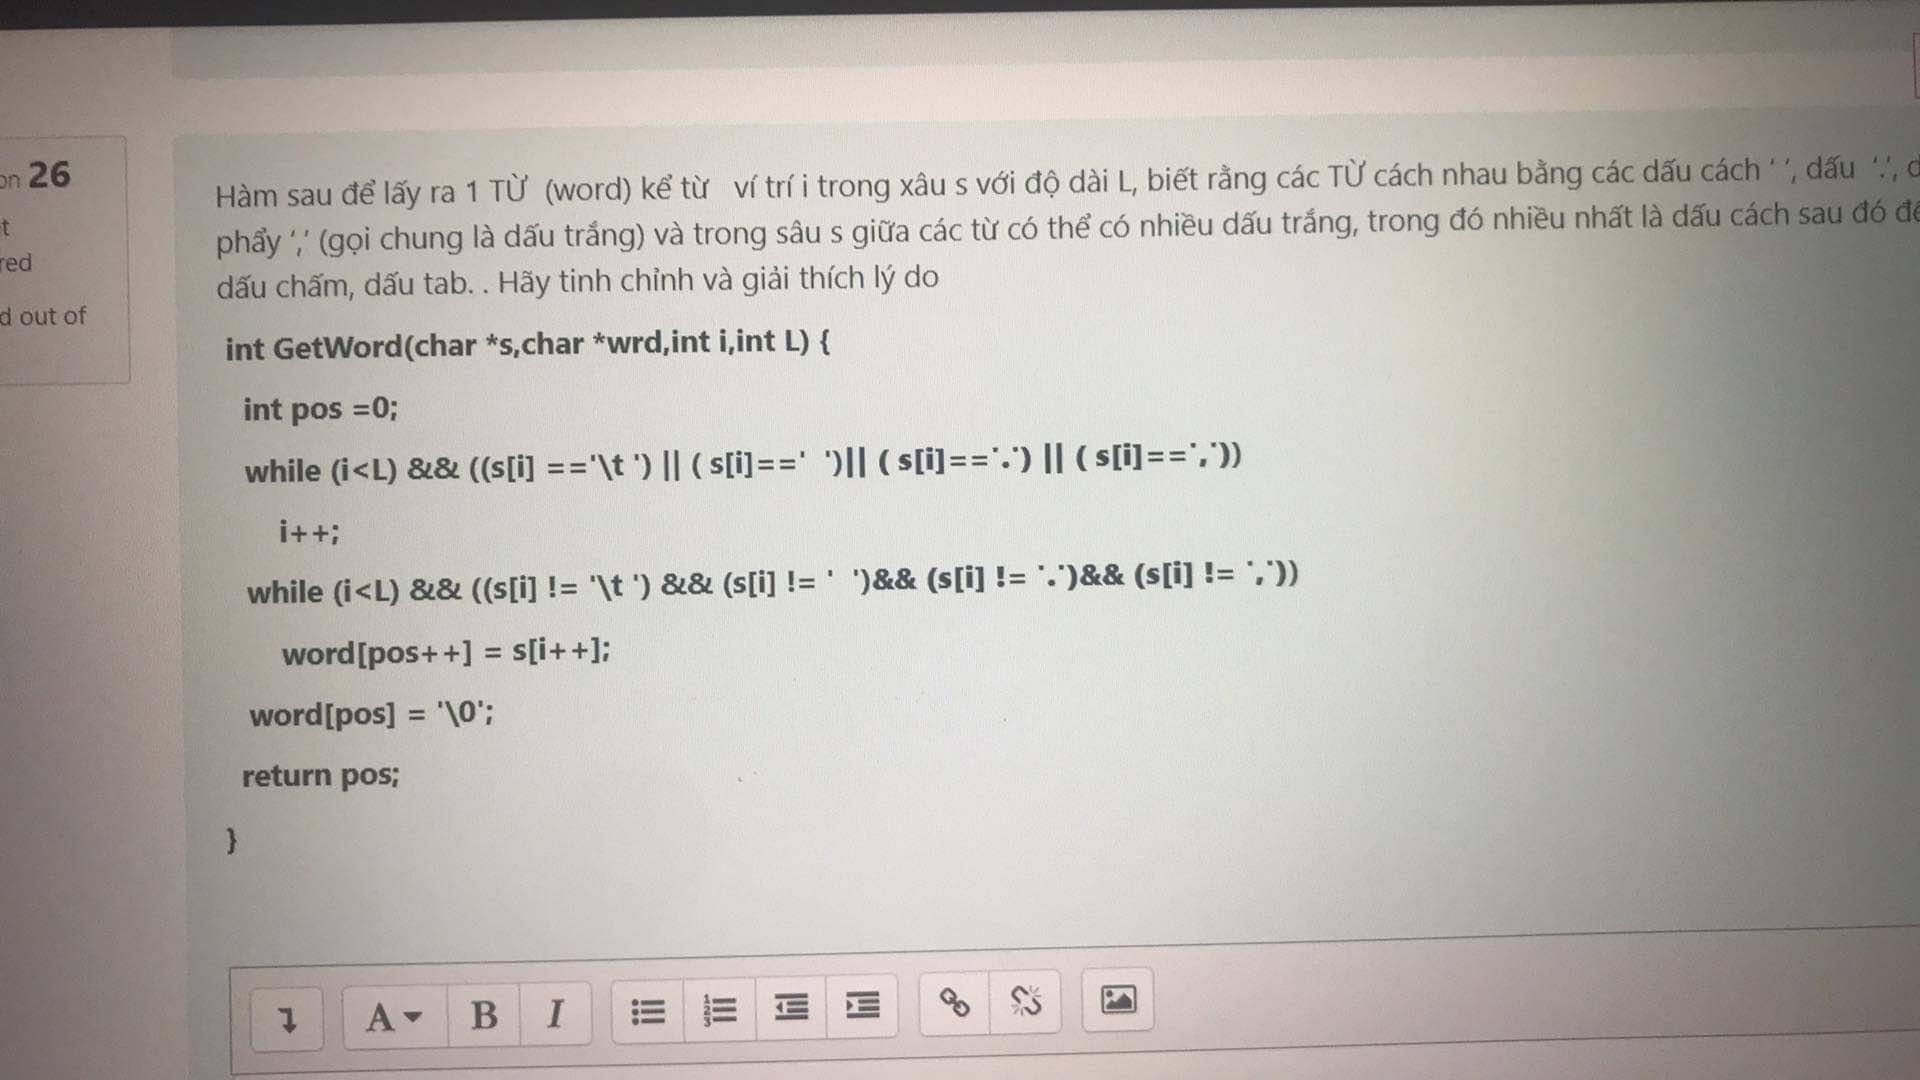 26
Hàm sau để lấy ra 1 TỪ (word) kể từ ví trí i trong xâu s với độ dài L, biết rằng các TỪ cách nhau bằng các dấu cách ' ', dấu '.',
phẩy ',' (gọi chung là dấu trắng) và trong sâu s giữa các từ có thể có nhiều dấu trắng, trong đó nhiều nhất là dấu cách sau đó
red
dấu chấm, dấu tab. . Hãy tinh chỉnh và giải thích lý do
d out of
int GetWord(char *s,char *wrd,int i,int L) {
int pos =0;
while (i<L) && ((s[i] =='\t ') || ( s[i]==' ')|| ( s[i]=='.') || ( s[i]==','))
i++;
while (i<L) && ((s[i] != '\t ') && (s[i] != ' ')&& (s[i] != '.')&& (s[i] != ','))
word[pos++] = s[i++];
word[pos] = '\0';
return pos;
}
A B I